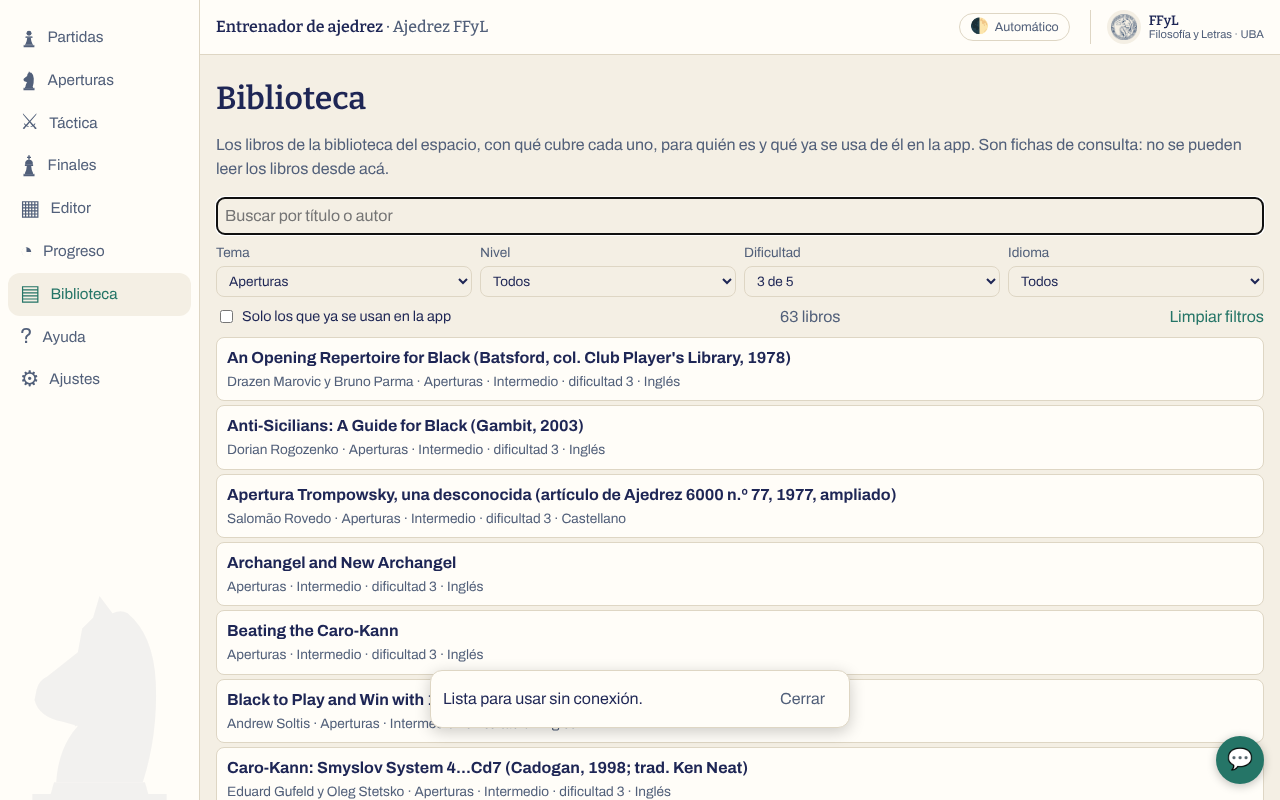 Partidas
Aperturas
Táctica
Finales
Editor
Progreso
Biblioteca
? Ayuda
Ajustes
Entrenador de ajedrez · Ajedrez FFyL
Automático
FFyL
Filosofía y Letras · UBA
Biblioteca
Los libros de la biblioteca del espacio, con qué cubre cada uno, para quién es y qué ya se usa de él en la app. Son fichas de consulta: no se pueden
leer los libros desde acá.
Buscar por título o autor
Tema Nivel Dificultad Idioma
Aperturas Todos 3 de 5 Todos
Solo los que ya se usan en la app 63 libros Limpiar filtros
An Opening Repertoire for Black (Batsford, col. Club Player's Library, 1978)
Drazen Marovic y Bruno Parma · Aperturas · Intermedio · dificultad 3 · Inglés
Anti-Sicilians: A Guide for Black (Gambit, 2003)
Dorian Rogozenko · Aperturas · Intermedio · dificultad 3 · Inglés
Apertura Trompowsky, una desconocida (artículo de Ajedrez 6000 n.º 77, 1977, ampliado)
Salomão Rovedo · Aperturas · Intermedio · dificultad 3 · Castellano
Archangel and New Archangel
Aperturas · Intermedio · dificultad 3 · Inglés
Beating the Caro-Kann
Aperturas · Intermedio · dificultad 3 · Inglés
Black to Play and Win with
Andrew Soltis · Aperturas ·
Lista para usar sin conexión. Cerrar
Caro-Kann: Smyslov System 4...Cd7 (Cadogan, 1998; trad. Ken Neat)
Eduard Gufeld y Oleg Stetsko · Aperturas · Intermedio · dificultad 3 · Inglés